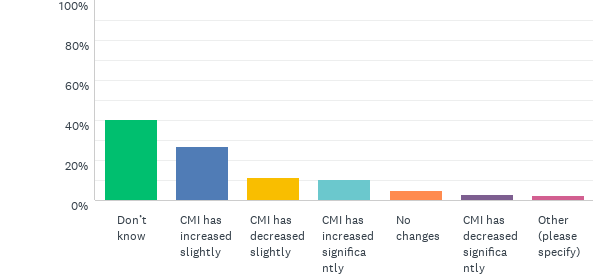 100%
80%
60%
40%
20%
0%
Don't
know
CMI has
increased
slightly
CMI has
decreased
slightly
CMI has
increased
significa
ntly
No
changes
CMI has
decreased
significa
ntly
Other
(please
specify)